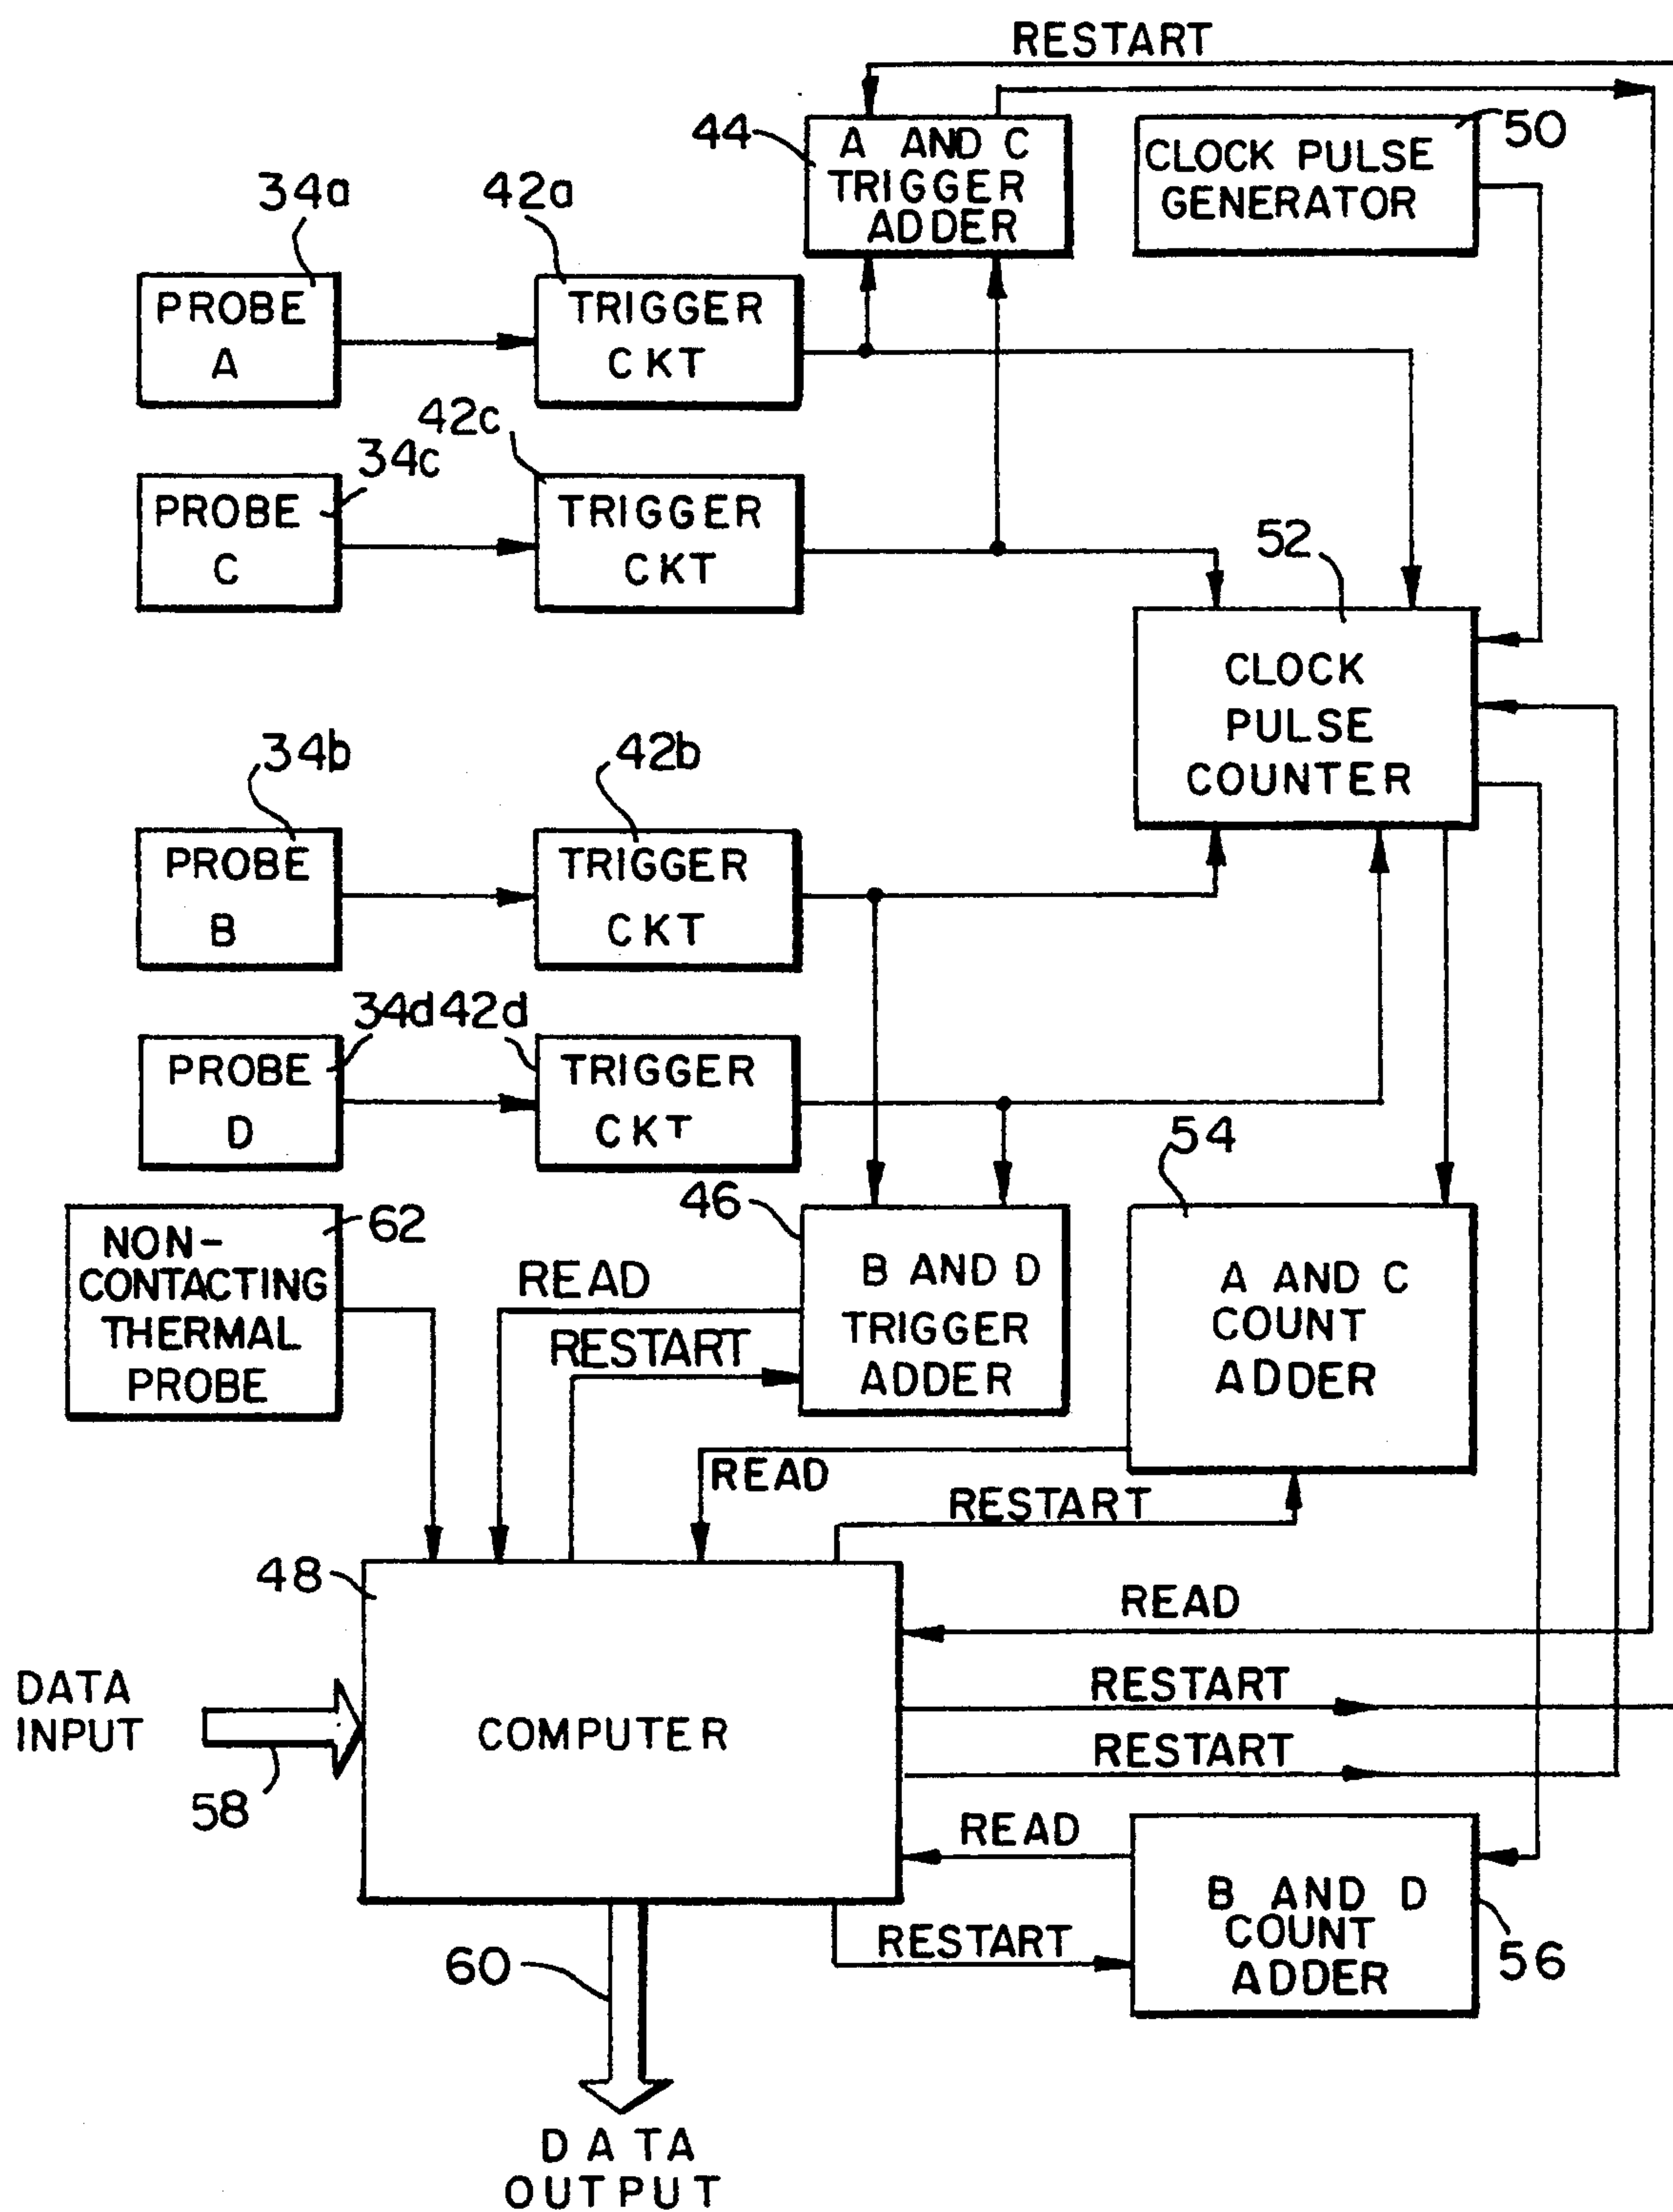 RESTART
44
A AND C
TRIGGER
ADDER
CLOCK PULSE
GENERATOR
50
34a
42a
PROBE
A
TRIGGER
CKT
42c
34c
PROBE
C
TRIGGER
CKT
52
CLOCK
PULSE
COUNTER
34b
42b
PROBE
B
TRIGGER
CKT
34d
42d
PROBE
D
TRIGGER
CKT
54
46
62
NON-
CONTACTING
THERMAL
PROBE
READ
RESTART
B AND D
TRIGGER
ADDER
A AND C
COUNT
ADDER
READ
RESTART
48
READ
DATA
INPUT
58
COMPUTER
RESTART
RESTART
READ
B AND D
COUNT
ADDER
RESTART
56
60
DATA
OUTPUT